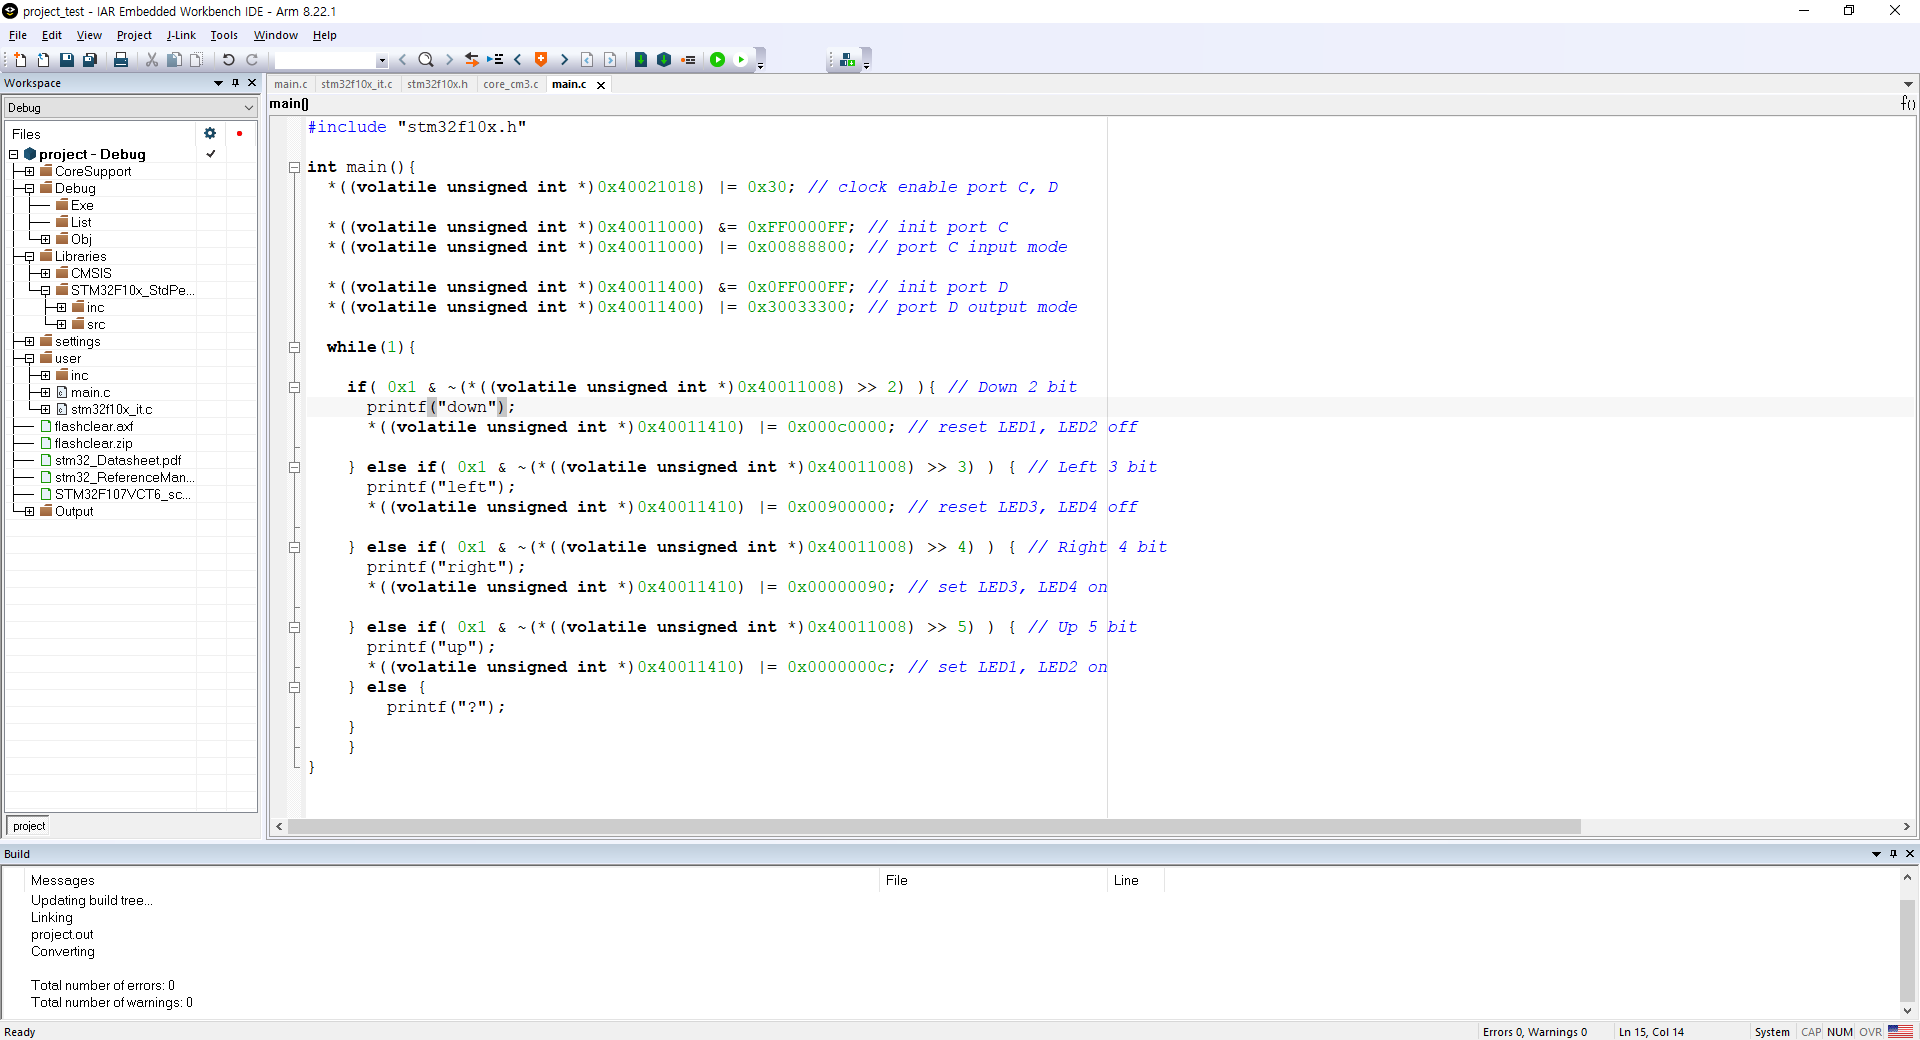 project_test - IAR Embedded Workbench IDE - Arm 8.22.1
File Edit View Project J-Link Tools Window Help
Workspace
Debug
Files
project - Debug
CoreSupport
Debug
Exe
List
Obj
Libraries
CMSIS
STM32F10x_StdPe...
inc
src
settings
user
inc
main.c
stm32f10x_it.c
flashclear.axf
flashclear.zip
stm32_Datasheet.pdf
stm32_ReferenceMan...
STM32F107VCT6_sc...
Output
project
main.c stm32f10x_it.c stm32f10x.h core_cm3.c main.c
main()
f()
#include "stm32f10x.h"
int main(){
*((volatile unsigned int *)0x40021018) |= 0x30; // clock enable port C, D
*((volatile unsigned int *)0x40011000) &= 0xFF0000FF; // init port C
*((volatile unsigned int *)0x40011000) |= 0x00888800; // port C input mode
*((volatile unsigned int *)0x40011400) &= 0x0FF000FF; // init port D
*((volatile unsigned int *)0x40011400) |= 0x30033300; // port D output mode
while(1){
if( 0x1 & ~(*((volatile unsigned int *)0x40011008) >> 2) ){ // Down 2 bit
printf("down");
*((volatile unsigned int *)0x40011410) |= 0x000c0000; // reset LED1, LED2 off
} else if( 0x1 & ~(*((volatile unsigned int *)0x40011008) >> 3) ) { // Left 3 bit
printf("left");
*((volatile unsigned int *)0x40011410) |= 0x00900000; // reset LED3, LED4 off
} else if( 0x1 & ~(*((volatile unsigned int *)0x40011008) >> 4) ) { // Right 4 bit
printf("right");
*((volatile unsigned int *)0x40011410) |= 0x00000090; // set LED3, LED4 on
} else if( 0x1 & ~(*((volatile unsigned int *)0x40011008) >> 5) ) { // Up 5 bit
printf("up");
*((volatile unsigned int *)0x40011410) |= 0x0000000c; // set LED1, LED2 on
} else {
printf("?");
}
}
}
Build
Messages File Line
Updating build tree...
Linking
project.out
Converting
Total number of errors: 0
Total number of warnings: 0
Ready Errors 0, Warnings 0 Ln 15, Col 14 System CAP NUM OVR